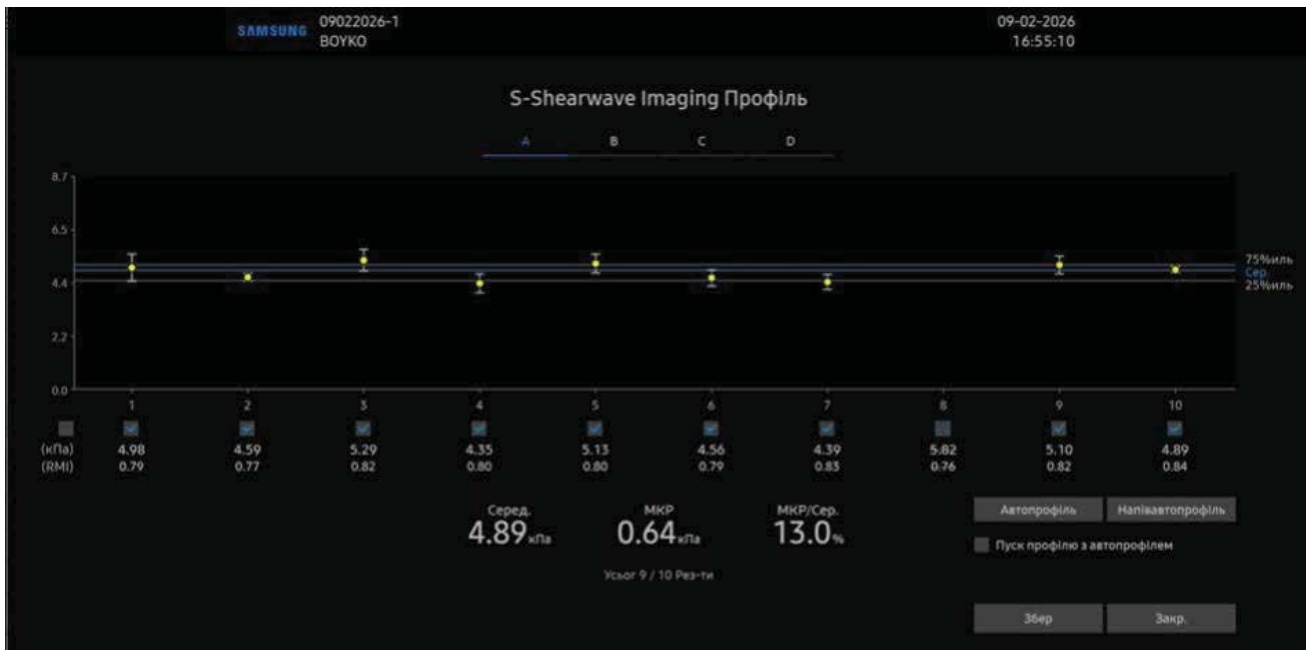 SAMSUNG
09022026-1
BOYKO
09-02-2026
16:55:10
S-Shearwave Imaging Профіль
A B C D
8.7
6.5
4.4
2.2
0.0
75%иль
Сер.
25%иль
1 2 3 4 5 6 7 8 9 10
(кПа) 4.98 4.59 5.29 4.35 5.13 4.56 4.39 5.82 5.10 4.89
(RMI) 0.79 0.77 0.82 0.80 0.80 0.79 0.83 0.76 0.82 0.84
Серед. МКР МКР/Сер.
4.89 кПа 0.64 кПа 13.0 %
Усьог 9 / 10 Рез-ти
Автопрофіль Напівавтопрофіль
Пуск профілю з автопрофілем
Збер Закр.